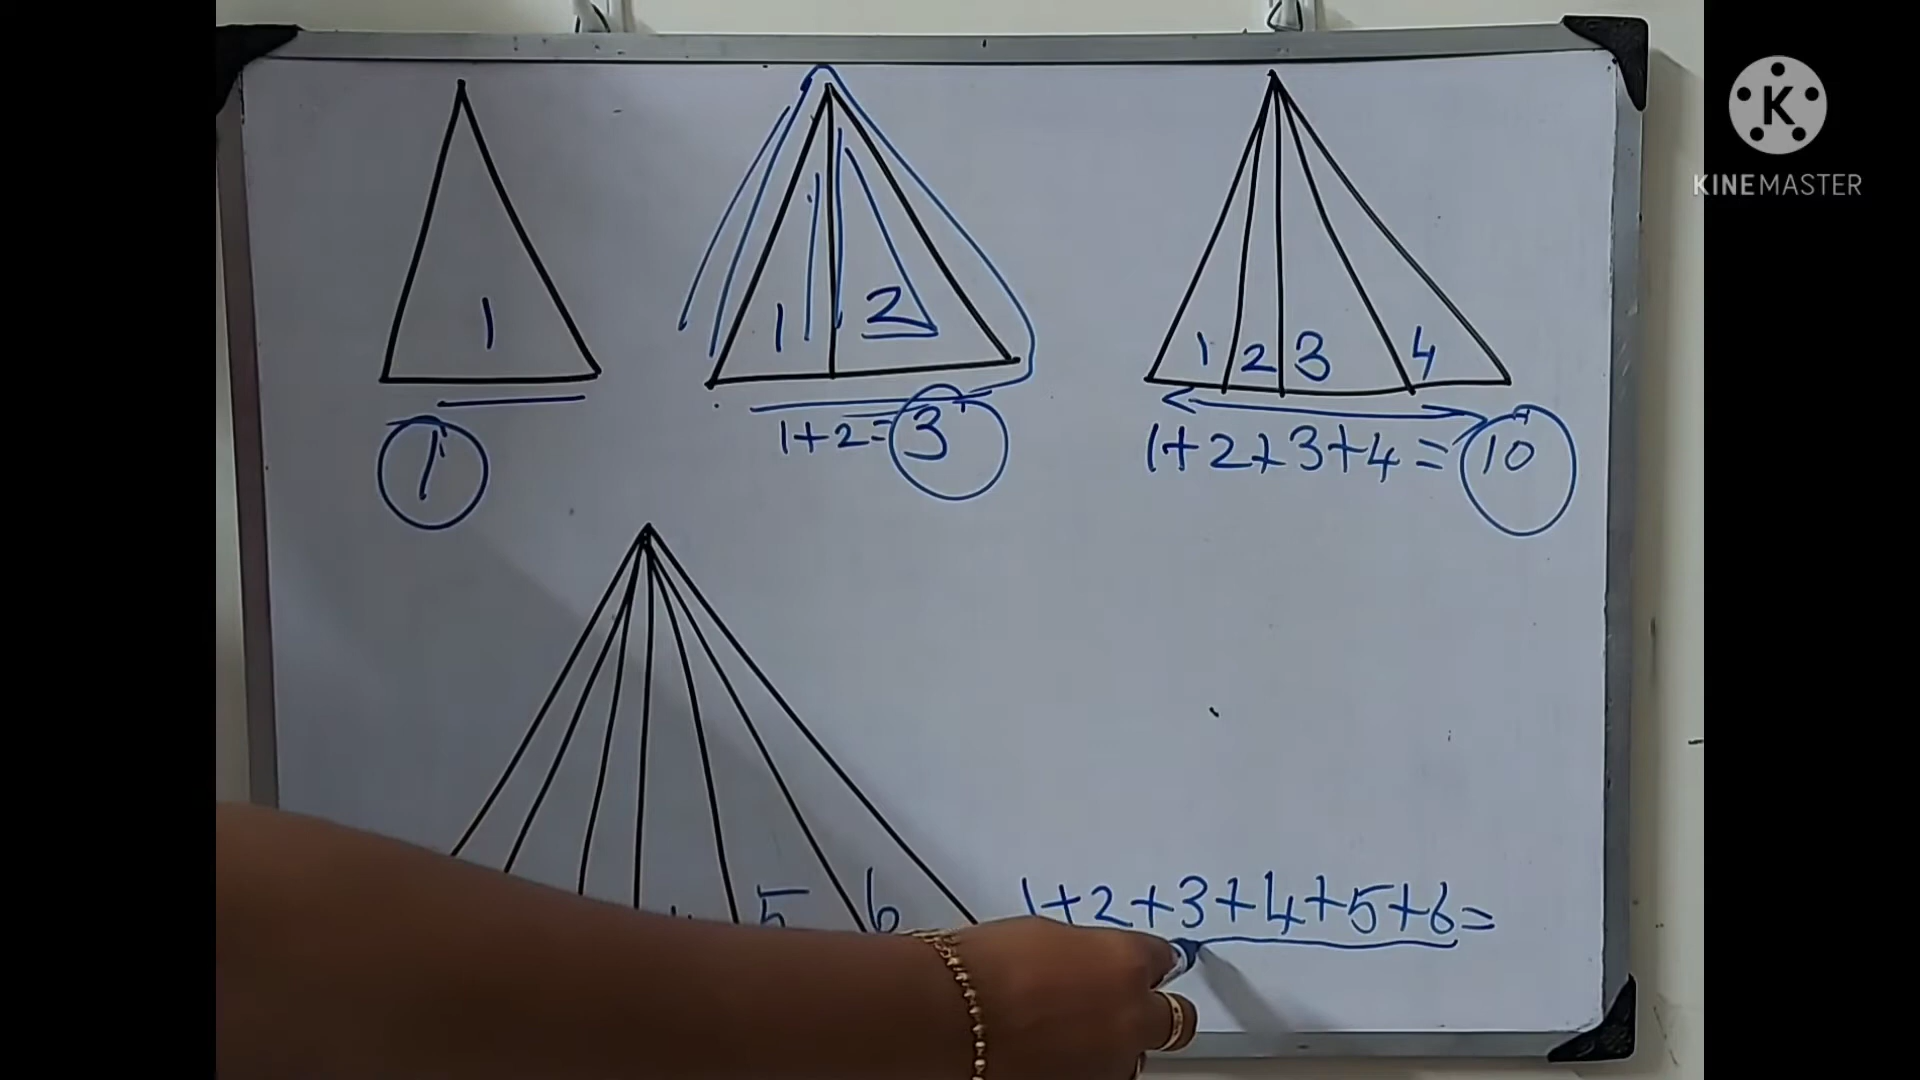 K
KINEMASTER
1
1 2
1 2 3 4
1
1+2=3
1+2+3+4=10
5 6
1+2+3+4+5+6=